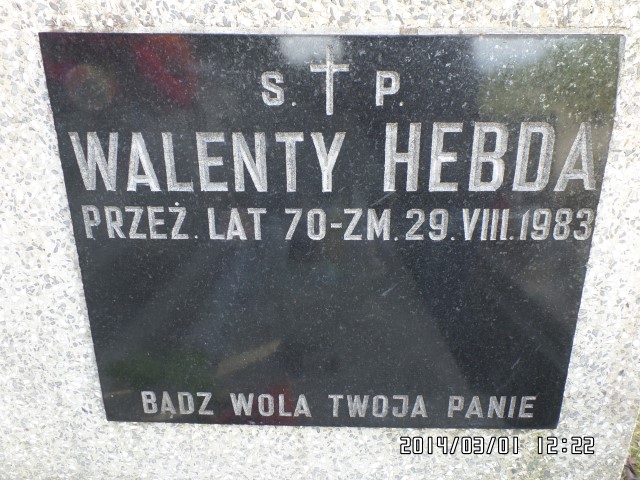 S. † P.
WALENTY HEBDA
PRZEŻ. LAT 70-ZM. 29. VIII. 1983
BĄDZ WOLA TWOJA PANIE
2014/03/01 12:22